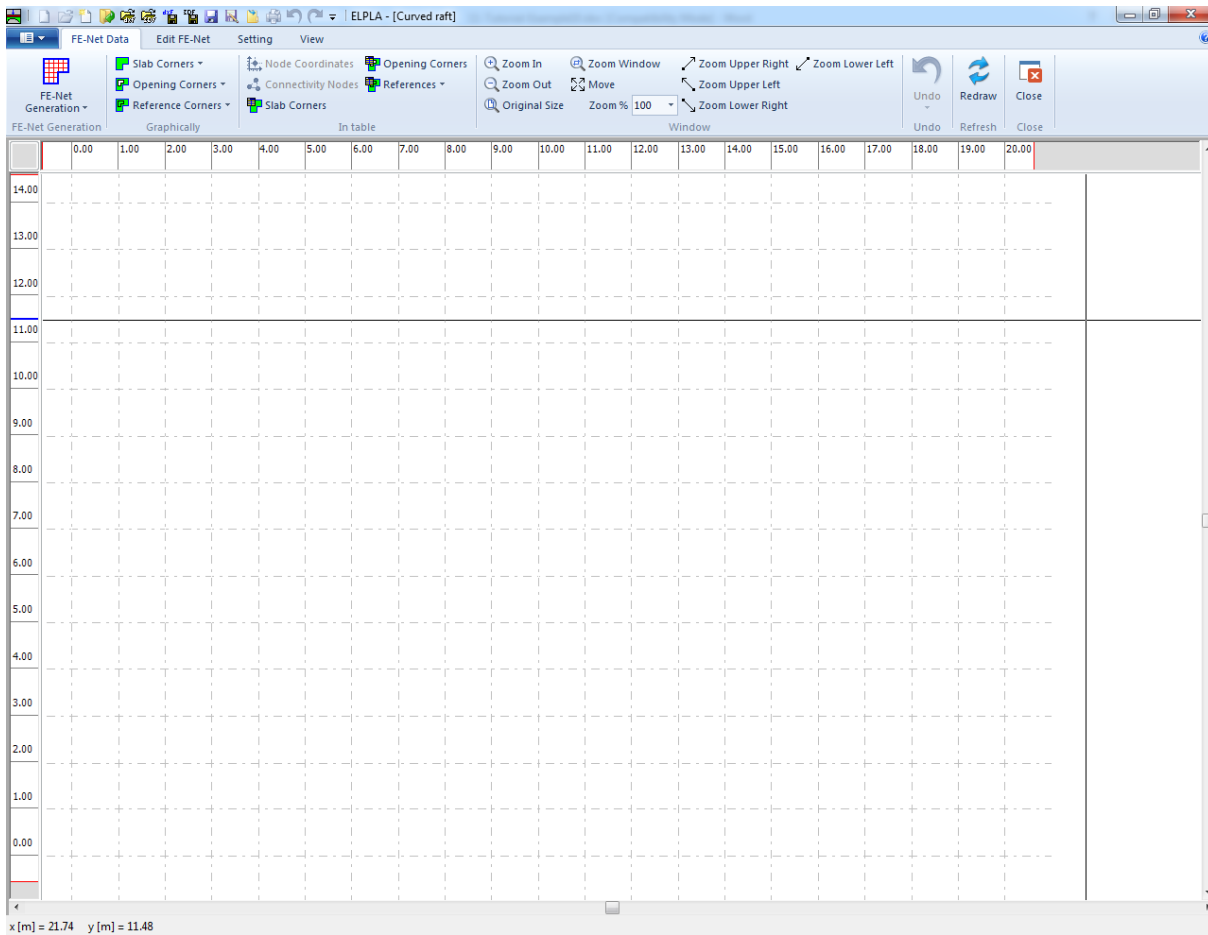 ELPLA - [Curved raft]
FE-Net Data Edit FE-Net Setting View
Slab Corners Node Coordinates Opening Corners Zoom In Zoom Window Zoom Upper Right Zoom Lower Left
FE-Net Generation Opening Corners Connectivity Nodes References Zoom Out Move Zoom Upper Left Undo Redraw Close
Reference Corners Slab Corners Original Size Zoom % 100 Zoom Lower Right
FE-Net Generation Graphically In table Window Undo Refresh Close
0.00 1.00 2.00 3.00 4.00 5.00 6.00 7.00 8.00 9.00 10.00 11.00 12.00 13.00 14.00 15.00 16.00 17.00 18.00 19.00 20.00
14.00
13.00
12.00
11.00
10.00
9.00
8.00
7.00
6.00
5.00
4.00
3.00
2.00
1.00
0.00
x [m] = 21.74 y [m] = 11.48